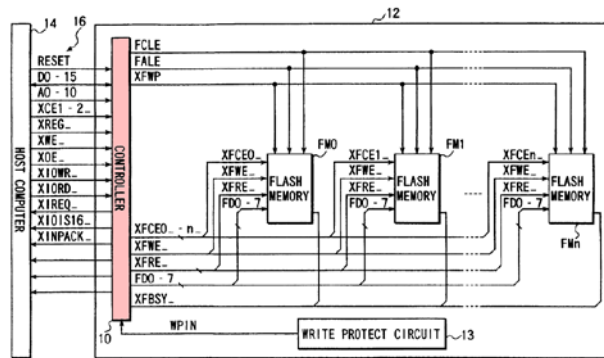 14
16
12
HOST COMPUTER
RESET
D0 - 15
A0 - 10
XCE1 - 2_
XREG_
XWE_
XOE_
XIOWR_
XIORD_
XIREQ_
XIOIS16_
XINPACK_
CONTROLLER
10
FCLE
FALE
XFWP
FM0
XFCE0_
XFWE_
XFRE_
FD0 - 7
FLASH MEMORY
FM1
XFCE1_
XFWE_
XFRE_
FD0 - 7
FLASH MEMORY
XFCEn_
XFWE_
XFRE_
FD0 - 7
FLASH MEMORY
FMn
XFCE0_ - n_
XFWE_
XFRE_
FD0 - 7
XFBSY_
WPIN
WRITE PROTECT CIRCUIT
13